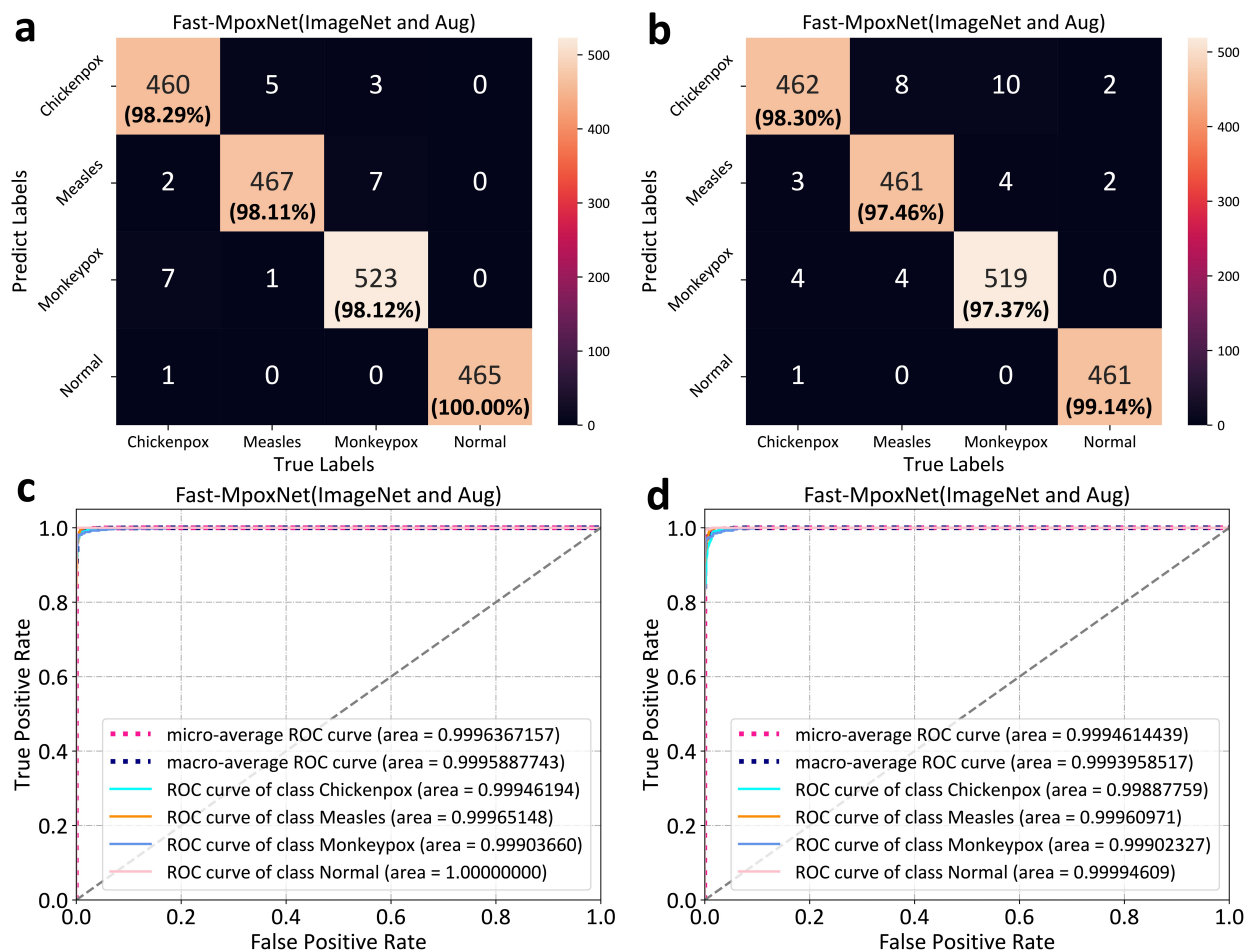 a
Fast-MpoxNet(ImageNet and Aug)
Predict Labels
Chickenpox
460 5 3 0
(98.29%)
Measles
2 467 7 0
(98.11%)
Monkeypox
7 1 523 0
(98.12%)
Normal
1 0 0 465
(100.00%)
Chickenpox Measles Monkeypox Normal
True Labels
500
400
300
200
100
0
b
Fast-MpoxNet(ImageNet and Aug)
Predict Labels
Chickenpox
462 8 10 2
(98.30%)
Measles
3 461 4 2
(97.46%)
Monkeypox
4 4 519 0
(97.37%)
Normal
1 0 0 461
(99.14%)
Chickenpox Measles Monkeypox Normal
True Labels
500
400
300
200
100
0
c
Fast-MpoxNet(ImageNet and Aug)
True Positive Rate
1.0
0.8
0.6
0.4
0.2
0.0
micro-average ROC curve (area = 0.9996367157)
macro-average ROC curve (area = 0.9995887743)
ROC curve of class Chickenpox (area = 0.99946194)
ROC curve of class Measles (area = 0.99965148)
ROC curve of class Monkeypox (area = 0.99903660)
ROC curve of class Normal (area = 1.00000000)
0.0 0.2 0.4 0.6 0.8 1.0
False Positive Rate
d
Fast-MpoxNet(ImageNet and Aug)
True Positive Rate
1.0
0.8
0.6
0.4
0.2
0.0
micro-average ROC curve (area = 0.9994614439)
macro-average ROC curve (area = 0.9993958517)
ROC curve of class Chickenpox (area = 0.99887759)
ROC curve of class Measles (area = 0.99960971)
ROC curve of class Monkeypox (area = 0.99902327)
ROC curve of class Normal (area = 0.99994609)
0.0 0.2 0.4 0.6 0.8 1.0
False Positive Rate